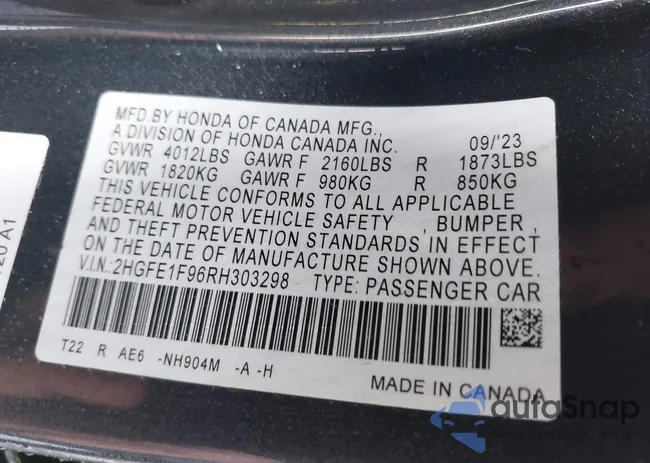 MFD.BY HONDA OF CANADA MFG.,
A DIVISION OF HONDA CANADA INC. 09/'23
GVWR 4012LBS GAWR F 2160LBS R 1873LBS
GVWR 1820KG GAWR F 980KG R 850KG
THIS VEHICLE CONFORMS TO ALL APPLICABLE
FEDERAL MOTOR VEHICLE SAFETY , BUMPER ,
AND THEFT PREVENTION STANDARDS IN EFFECT
ON THE DATE OF MANUFACTURE SHOWN ABOVE.
V.I.N.:2HGFE1F96RH303298 TYPE: PASSENGER CAR
T22 R AE6 -NH904M -A -H
MADE IN CANADA
autoSnap